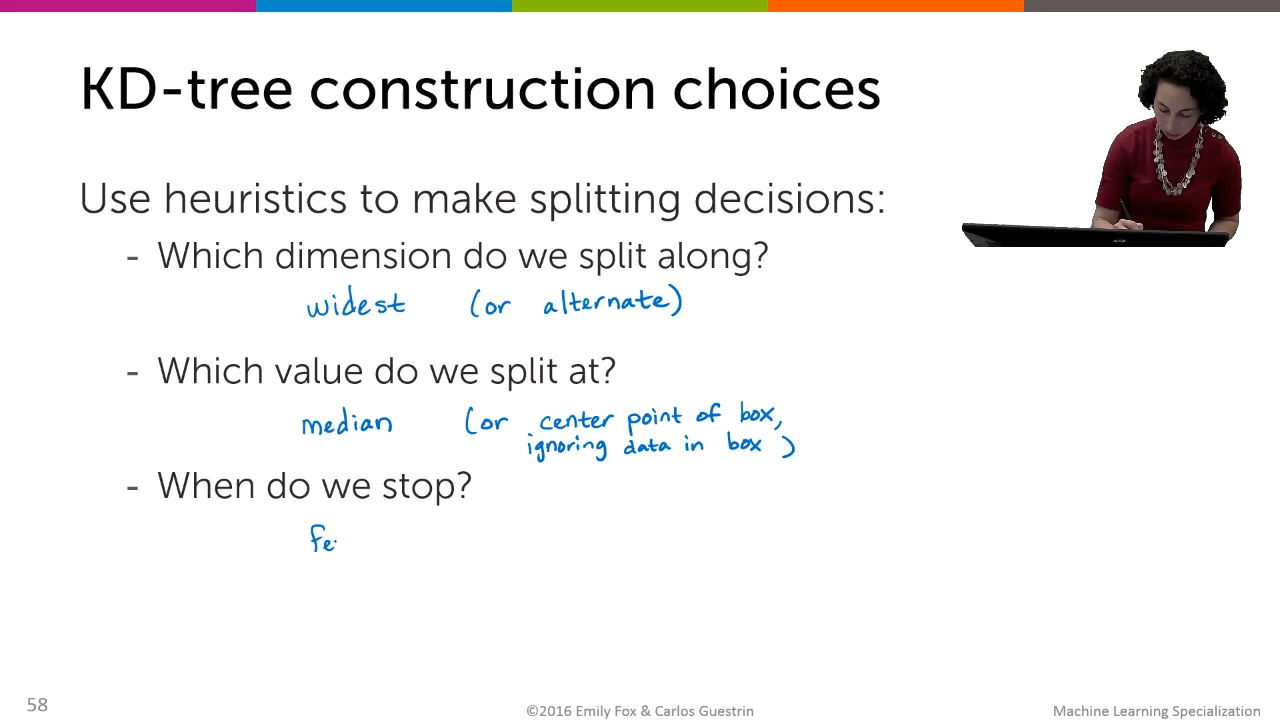 KD-tree construction choices
Use heuristics to make splitting decisions:
- Which dimension do we split along?
widest (or alternate)
- Which value do we split at?
median (or center point of box,
ignoring data in box )
- When do we stop?
fe
58
©2016 Emily Fox & Carlos Guestrin
Machine Learning Specialization